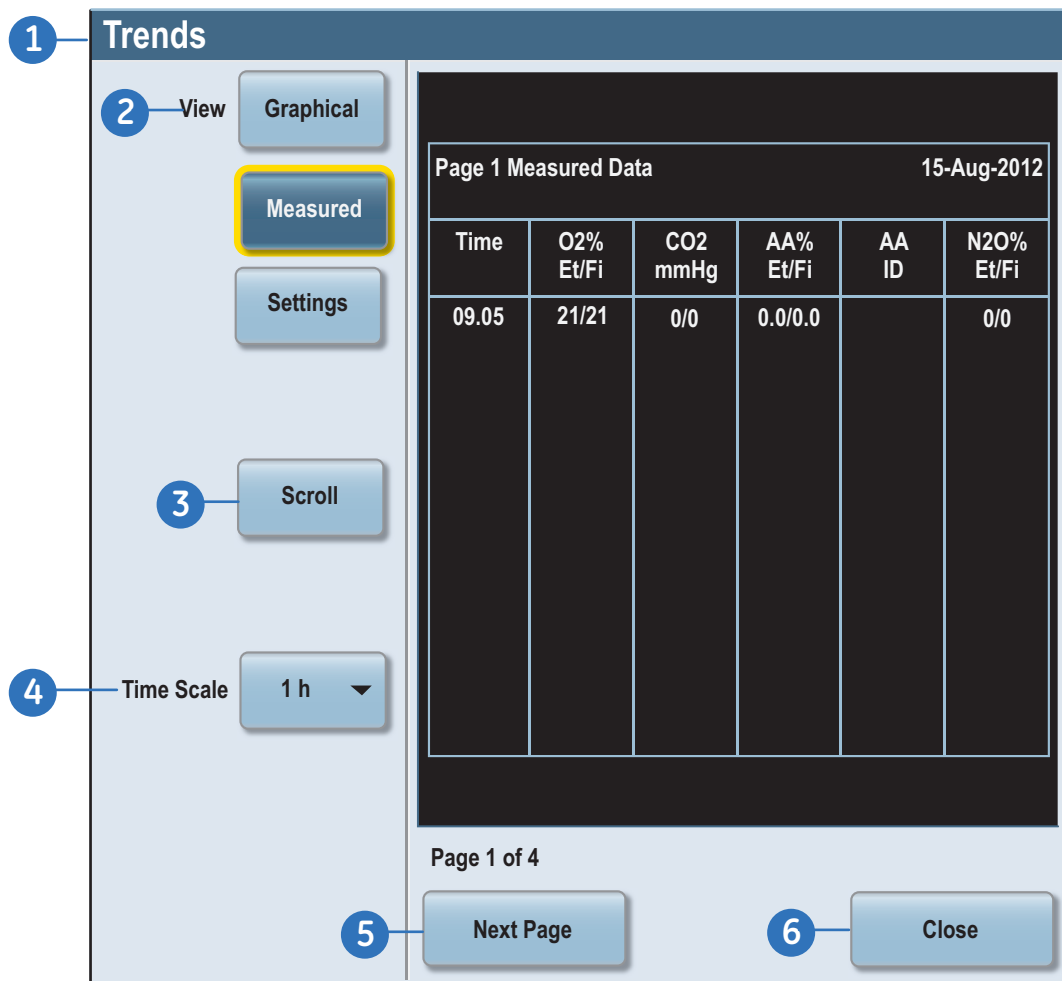 1 Trends
2 View Graphical
Measured
Settings
3 Scroll
4 Time Scale 1 h
Page 1 Measured Data 15-Aug-2012
Time O2% CO2 AA% AA N2O%
Et/Fi mmHg Et/Fi ID Et/Fi
09.05 21/21 0/0 0.0/0.0 0/0
Page 1 of 4
5 Next Page 6 Close